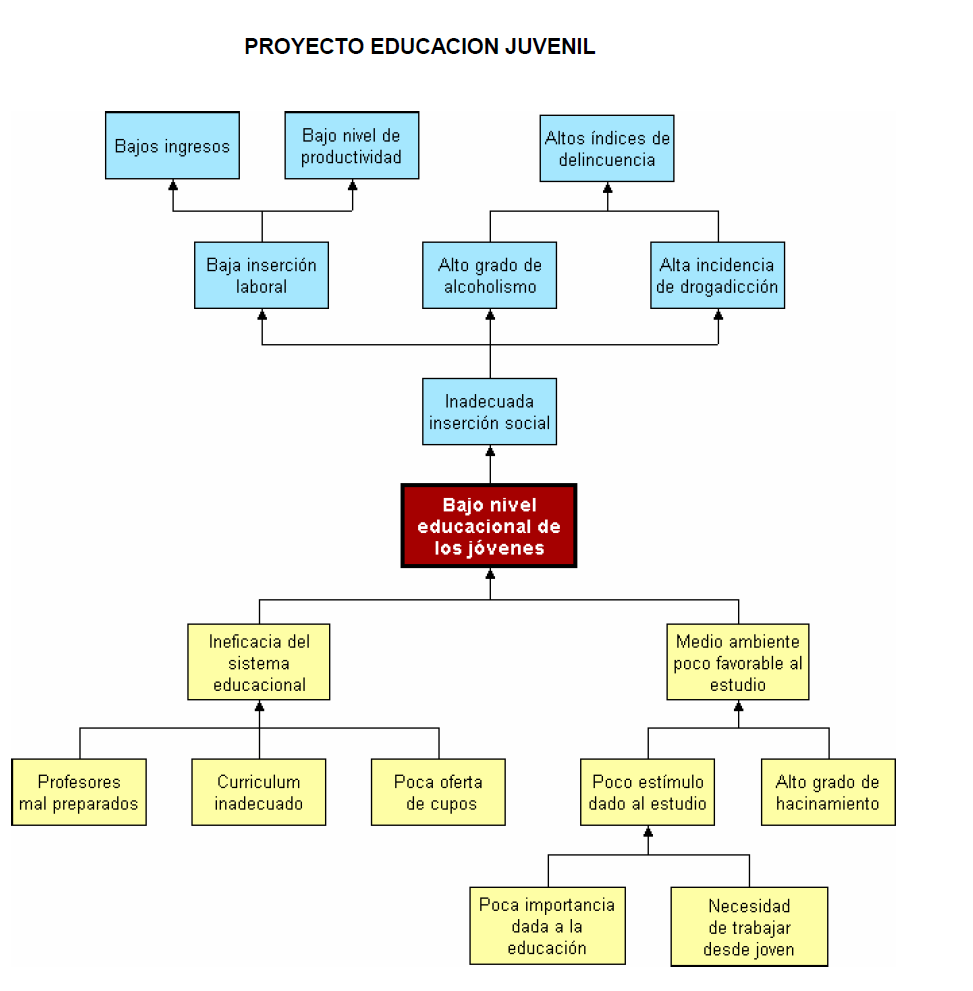 PROYECTO EDUCACION JUVENIL
Bajos ingresos
Bajo nivel de
productividad
Altos índices de
delincuencia
Baja inserción
laboral
Alto grado de
alcoholismo
Alta incidencia
de drogadicción
Inadecuada
inserción social
Bajo nivel
educacional de
los jóvenes
Ineficacia del
sistema
educacional
Medio ambiente
poco favorable al
estudio
Profesores
mal preparados
Curriculum
inadecuado
Poca oferta
de cupos
Poco estímulo
dado al estudio
Alto grado de
hacinamiento
Poca importancia
dada a la
educación
Necesidad
de trabajar
desde joven